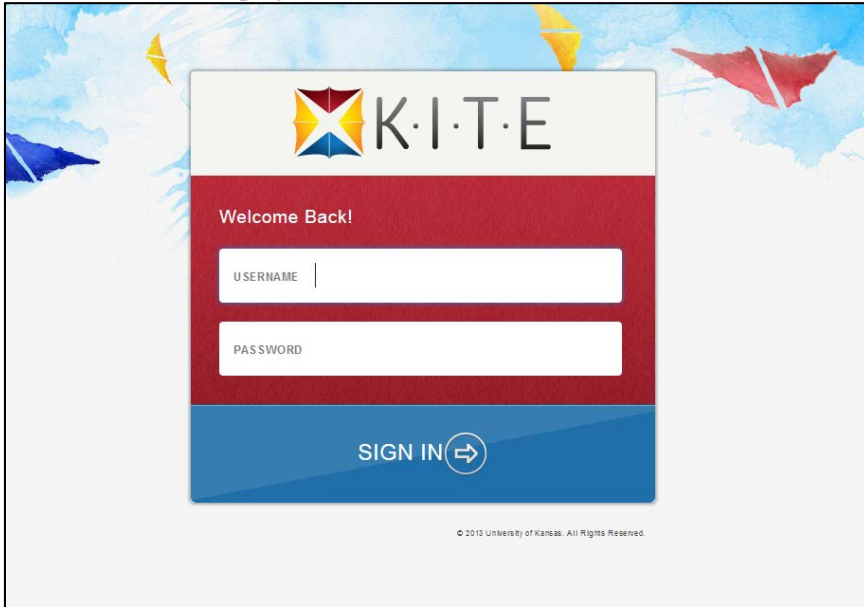 K·I·T·E
Welcome Back!
USERNAME
PASSWORD
SIGN IN
© 2013 University of Kansas. All Rights Reserved.